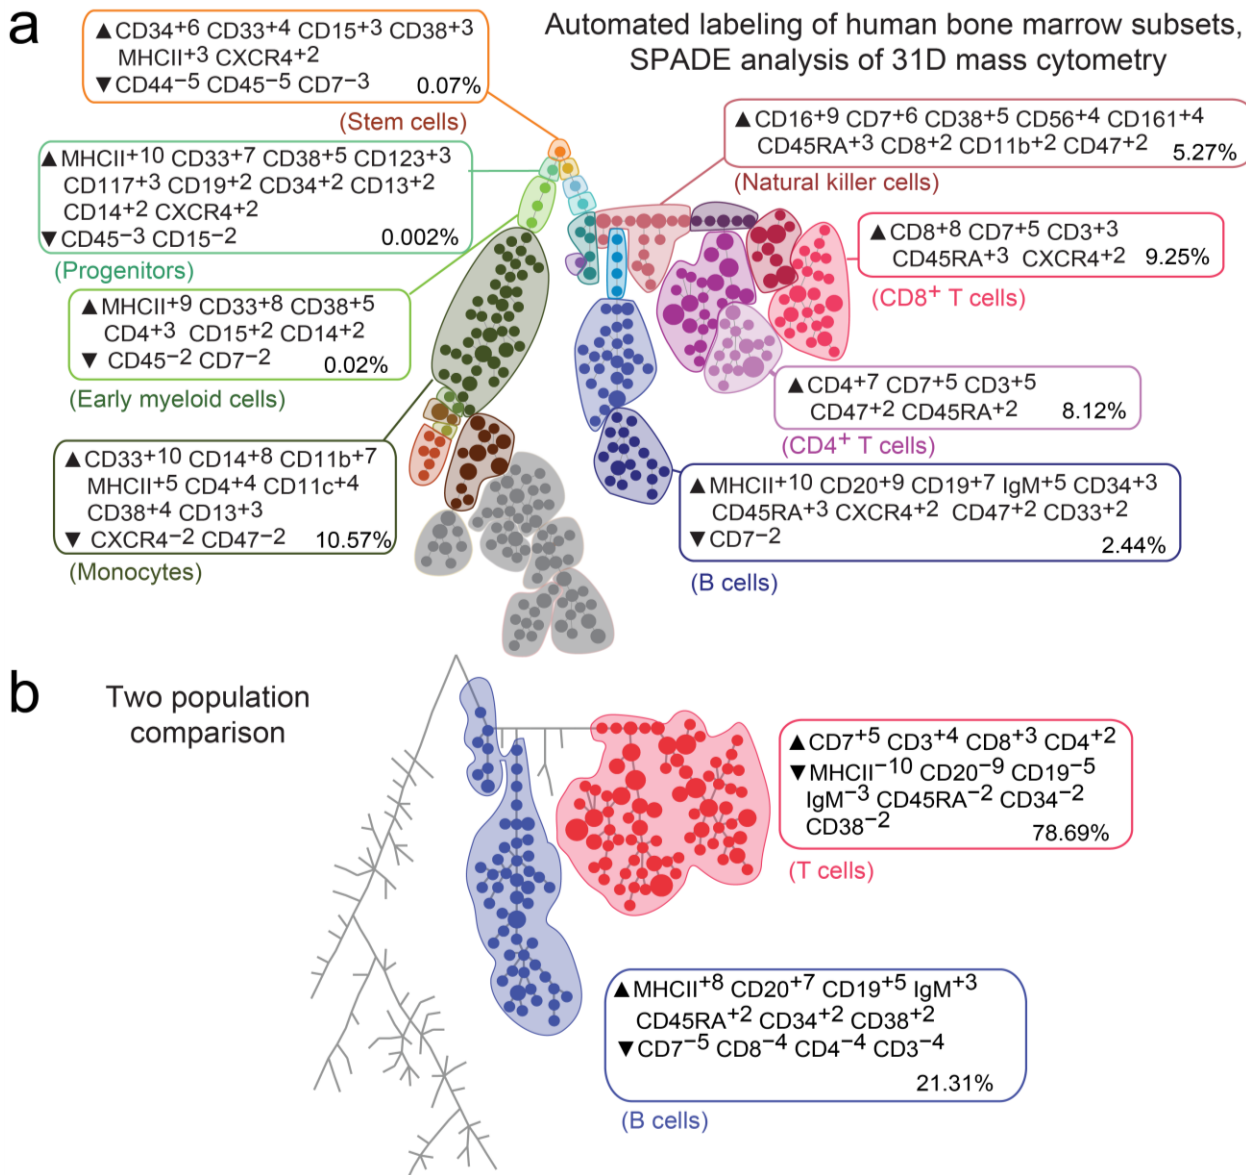 a
Automated labeling of human bone marrow subsets,
SPADE analysis of 31D mass cytometry
▲CD34+6 CD33+4 CD15+3 CD38+3
MHCII+3 CXCR4+2
▼CD44−5 CD45−5 CD7−3 0.07%
(Stem cells)
▲MHCII+10 CD33+7 CD38+5 CD123+3
CD117+3 CD19+2 CD34+2 CD13+2
CD14+2 CXCR4+2
▼CD45−3 CD15−2 0.002%
(Progenitors)
▲MHCII+9 CD33+8 CD38+5
CD4+3 CD15+2 CD14+2
▼ CD45−2 CD7−2 0.02%
(Early myeloid cells)
▲CD33+10 CD14+8 CD11b+7
MHCII+5 CD4+4 CD11c+4
CD38+4 CD13+3
▼ CXCR4−2 CD47−2 10.57%
(Monocytes)
▲CD16+9 CD7+6 CD38+5 CD56+4 CD161+4
CD45RA+3 CD8+2 CD11b+2 CD47+2 5.27%
(Natural killer cells)
▲CD8+8 CD7+5 CD3+3
CD45RA+3 CXCR4+2 9.25%
(CD8+ T cells)
▲CD4+7 CD7+5 CD3+5
CD47+2 CD45RA+2 8.12%
(CD4+ T cells)
▲MHCII+10 CD20+9 CD19+7 IgM+5 CD34+3
CD45RA+3 CXCR4+2 CD47+2 CD33+2
▼CD7−2 2.44%
(B cells)
b
Two population
comparison
▲CD7+5 CD3+4 CD8+3 CD4+2
▼MHCII−10 CD20−9 CD19−5
IgM−3 CD45RA−2 CD34−2
CD38−2 78.69%
(T cells)
▲MHCII+8 CD20+7 CD19+5 IgM+3
CD45RA+2 CD34+2 CD38+2
▼CD7−5 CD8−4 CD4−4 CD3−4
21.31%
(B cells)